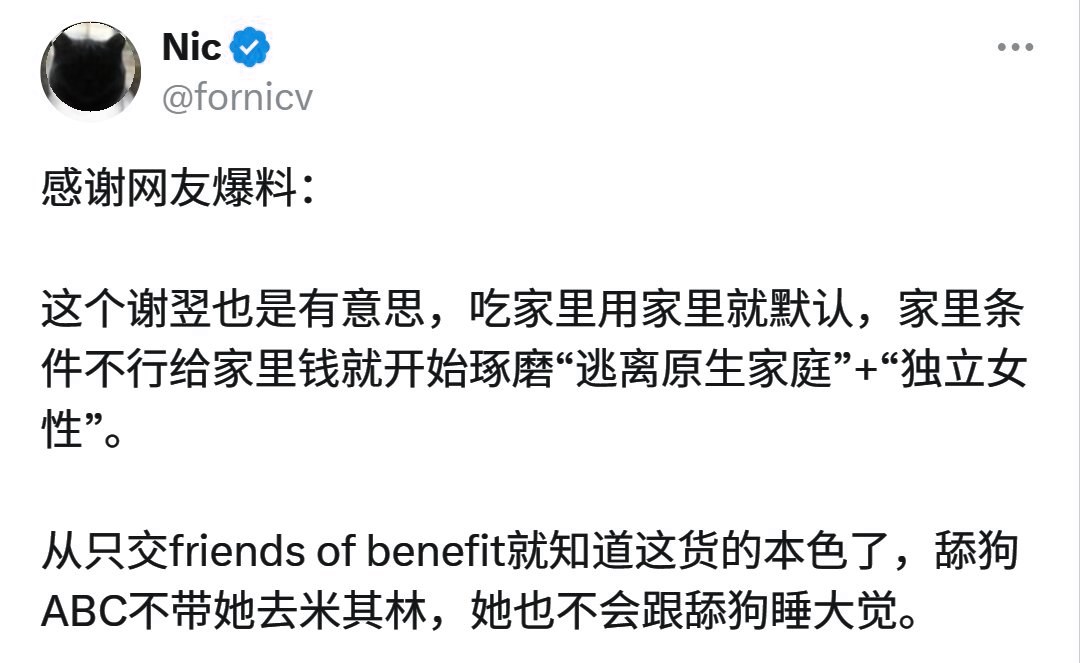 Nic
@fornicv
感谢网友爆料：
这个谢翌也是有意思，吃家里用家里就默认，家里条
件不行给家里钱就开始琢磨“逃离原生家庭”+“独立女
性”。
从只交friends of benefit就知道这货的本色了，舔狗
ABC不带她去米其林，她也不会跟舔狗睡大觉。